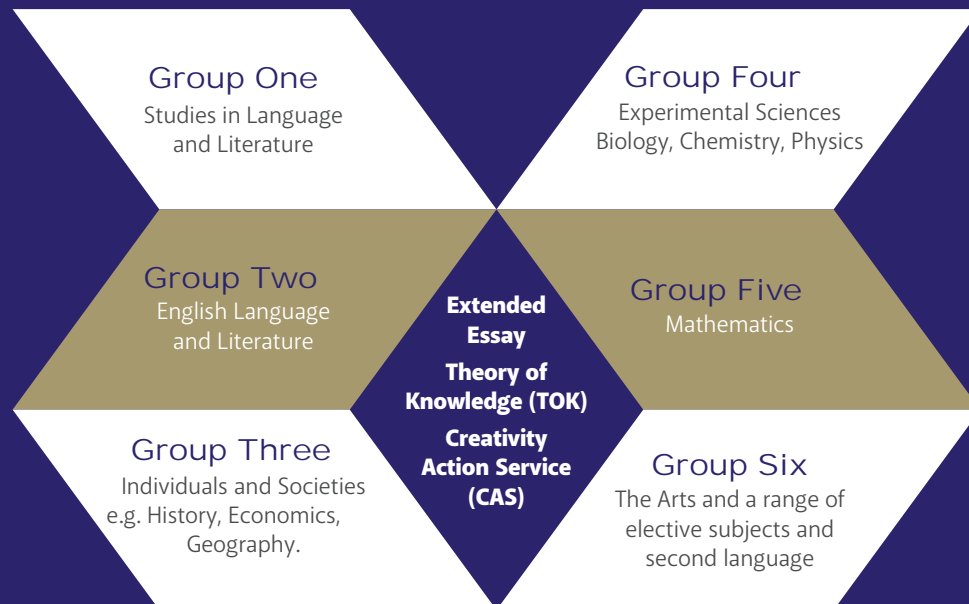 Group One
Studies in Language
and Literature
Group Two
English Language
and Literature
Group Three
Individuals and Societies
e.g. History, Economics,
Geography.
Extended
Essay
Theory of
Knowledge (TOK)
Creativity
Action Service
(CAS)
Group Four
Experimental Sciences
Biology, Chemistry, Physics
Group Five
Mathematics
Group Six
The Arts and a range of
elective subjects and
second language